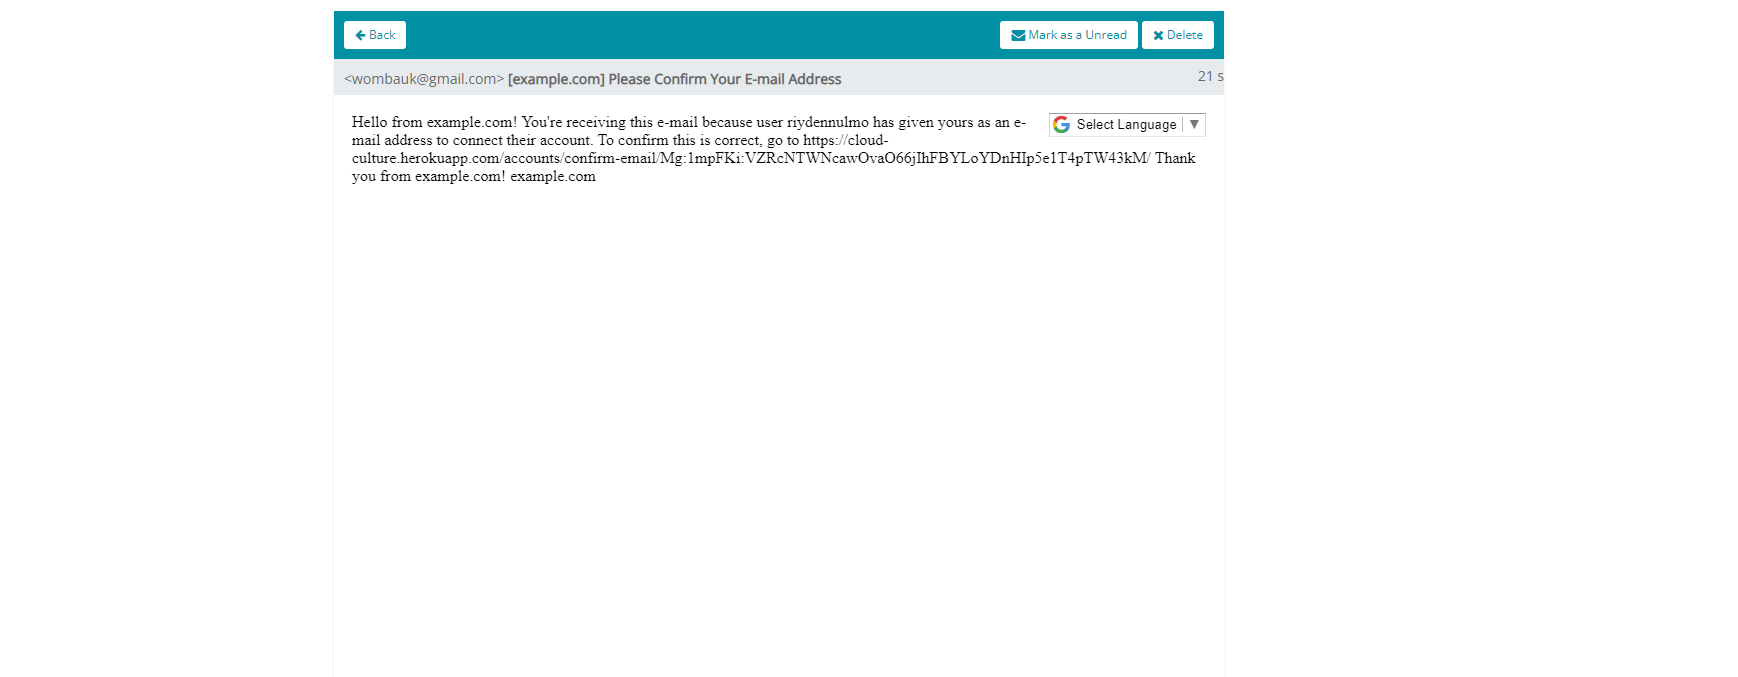 Back
Mark as a Unread
Delete
<wombauk@gmail.com> [example.com] Please Confirm Your E-mail Address
21 s
Hello from example.com! You're receiving this e-mail because user riydennulmo has given yours as an e-
Select Language ▼
mail address to connect their account. To confirm this is correct, go to https://cloud-
culture.herokuapp.com/accounts/confirm-email/Mg:1mpFKi:VZRcNTWNcawOvaO66jIhFBYLoYDnHIp5e1T4pTW43kM/ Thank
you from example.com! example.com